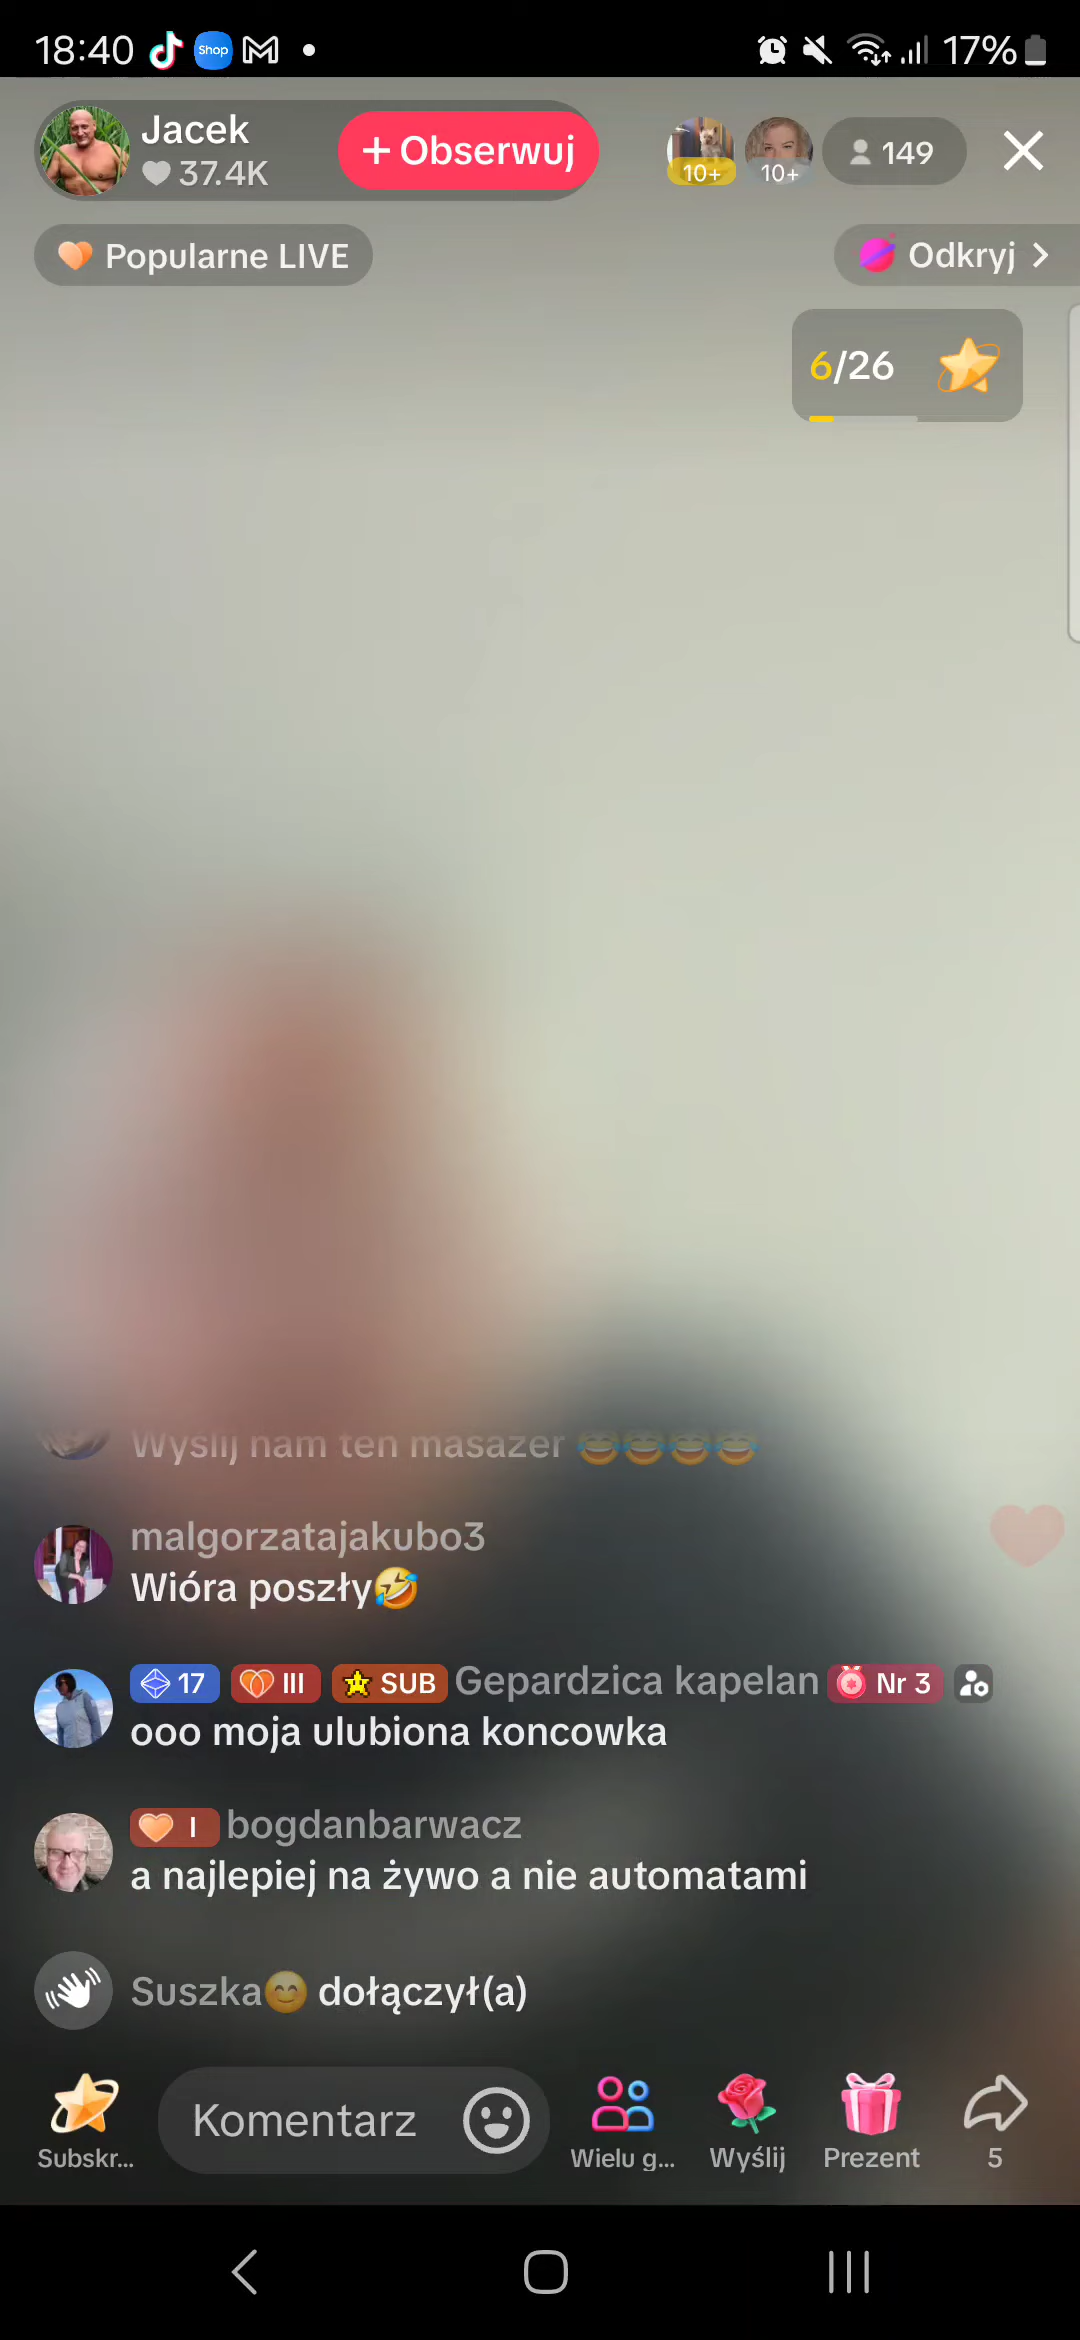 18:40 Shop 17%
Jacek
37.4K
+ Obserwuj
10+
10+
149
Popularne LIVE
Odkryj >
6/26
Wyślij nam ten masażer 😂😂😂😂
malgorzatajakubo3
Wióra poszły🤣
17 III SUB Gepardzica kapelan Nr 3
ooo moja ulubiona koncowka
I bogdanbarwacz
a najlepiej na żywo a nie automatami
Suszka😊 dołączył(a)
Subskr...
Komentarz
Wielu g...
Wyślij
Prezent
5